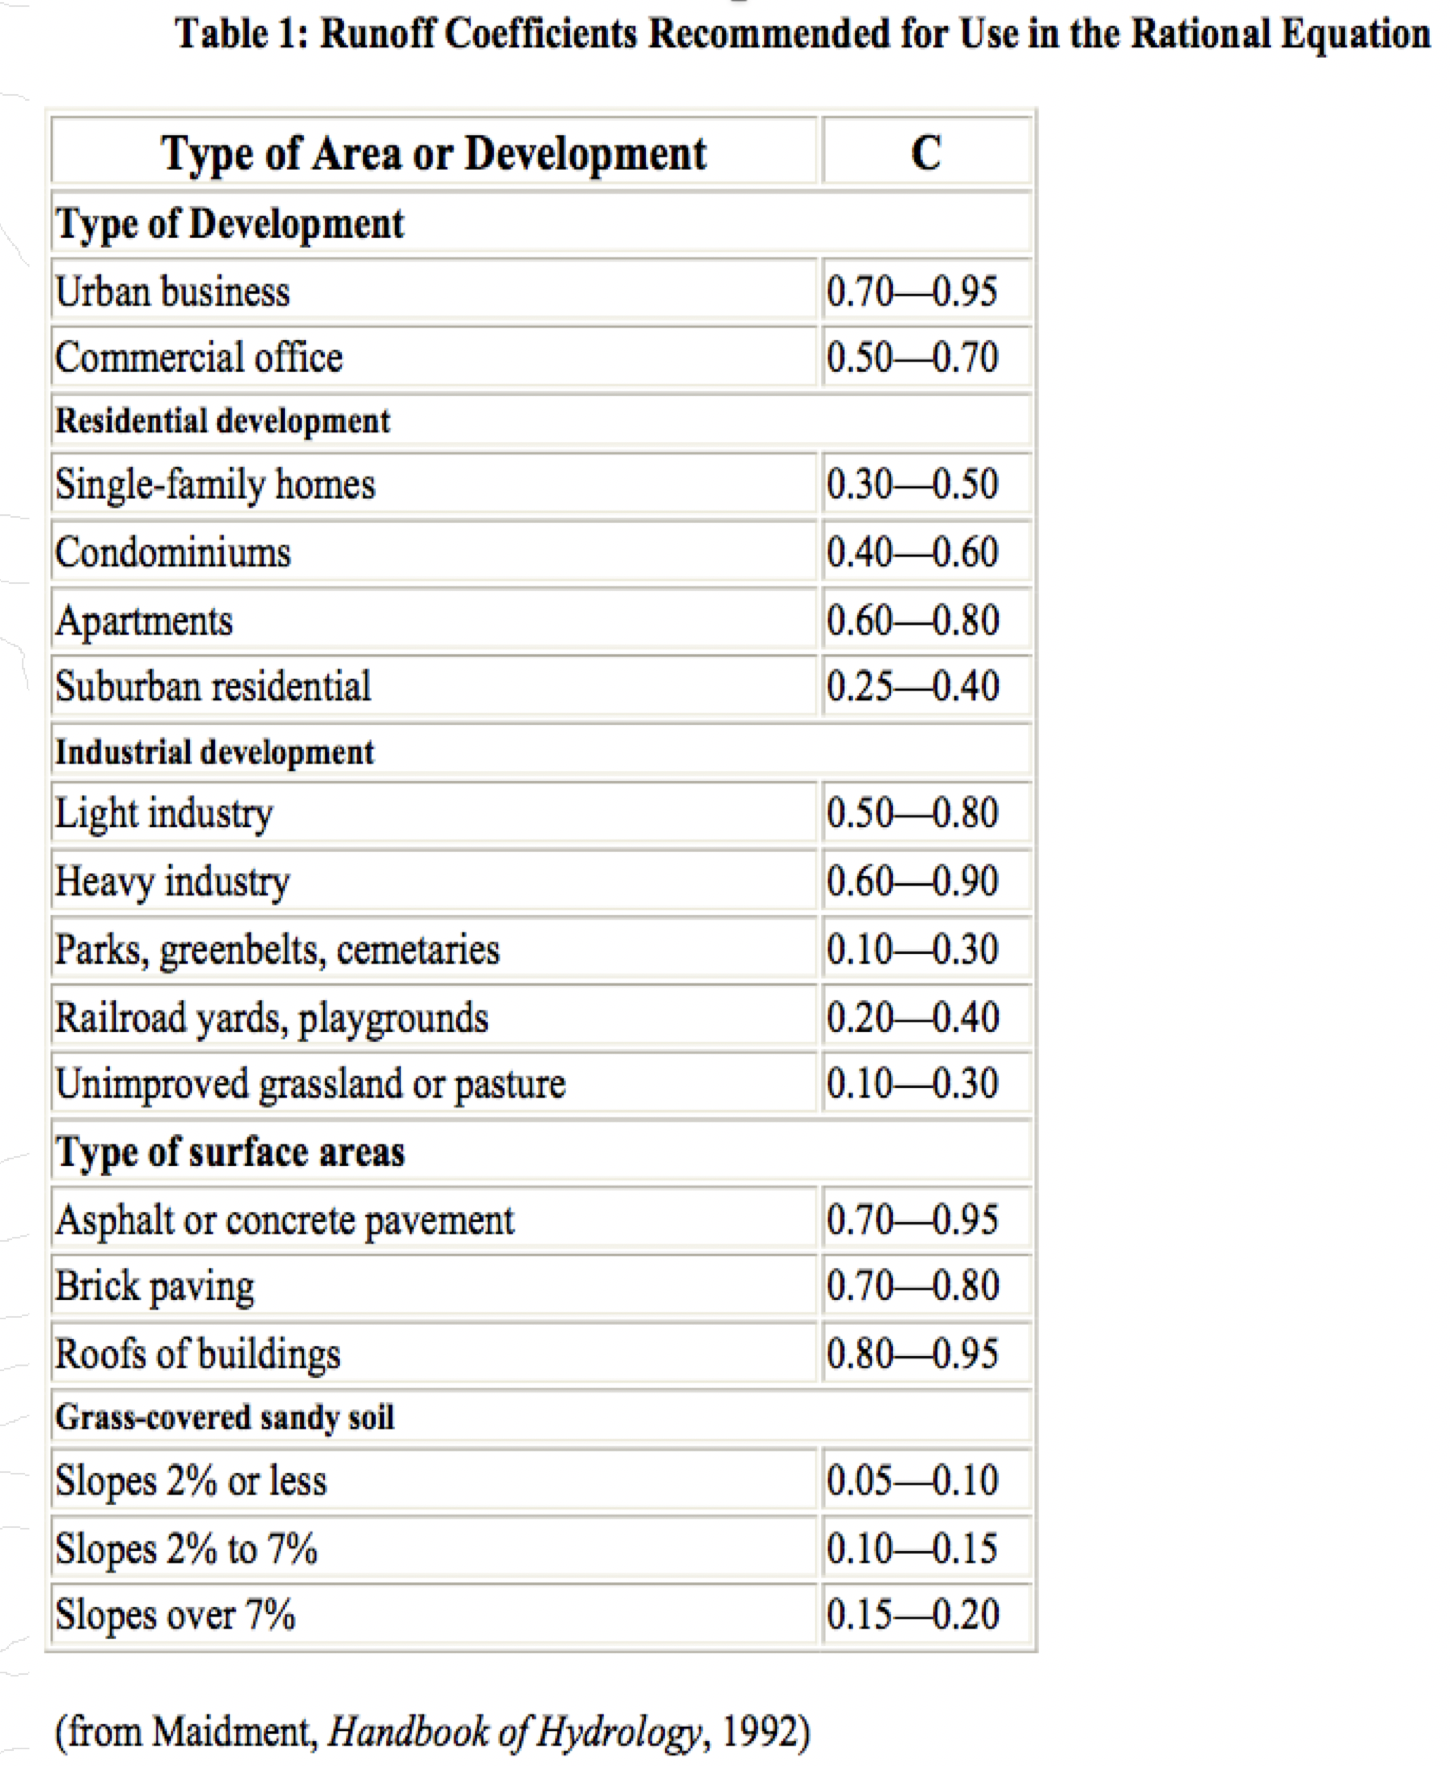 Table 1: Runoff Coefficients Recommended for Use in the Rational Equation
Type of Area or Development C
Type of Development
Urban business 0.70—0.95
Commercial office 0.50—0.70
Residential development
Single-family homes 0.30—0.50
Condominiums 0.40—0.60
Apartments 0.60—0.80
Suburban residential 0.25—0.40
Industrial development
Light industry 0.50—0.80
Heavy industry 0.60—0.90
Parks, greenbelts, cemetaries 0.10—0.30
Railroad yards, playgrounds 0.20—0.40
Unimproved grassland or pasture 0.10—0.30
Type of surface areas
Asphalt or concrete pavement 0.70—0.95
Brick paving 0.70—0.80
Roofs of buildings 0.80—0.95
Grass-covered sandy soil
Slopes 2% or less 0.05—0.10
Slopes 2% to 7% 0.10—0.15
Slopes over 7% 0.15—0.20
(from Maidment, Handbook of Hydrology, 1992)